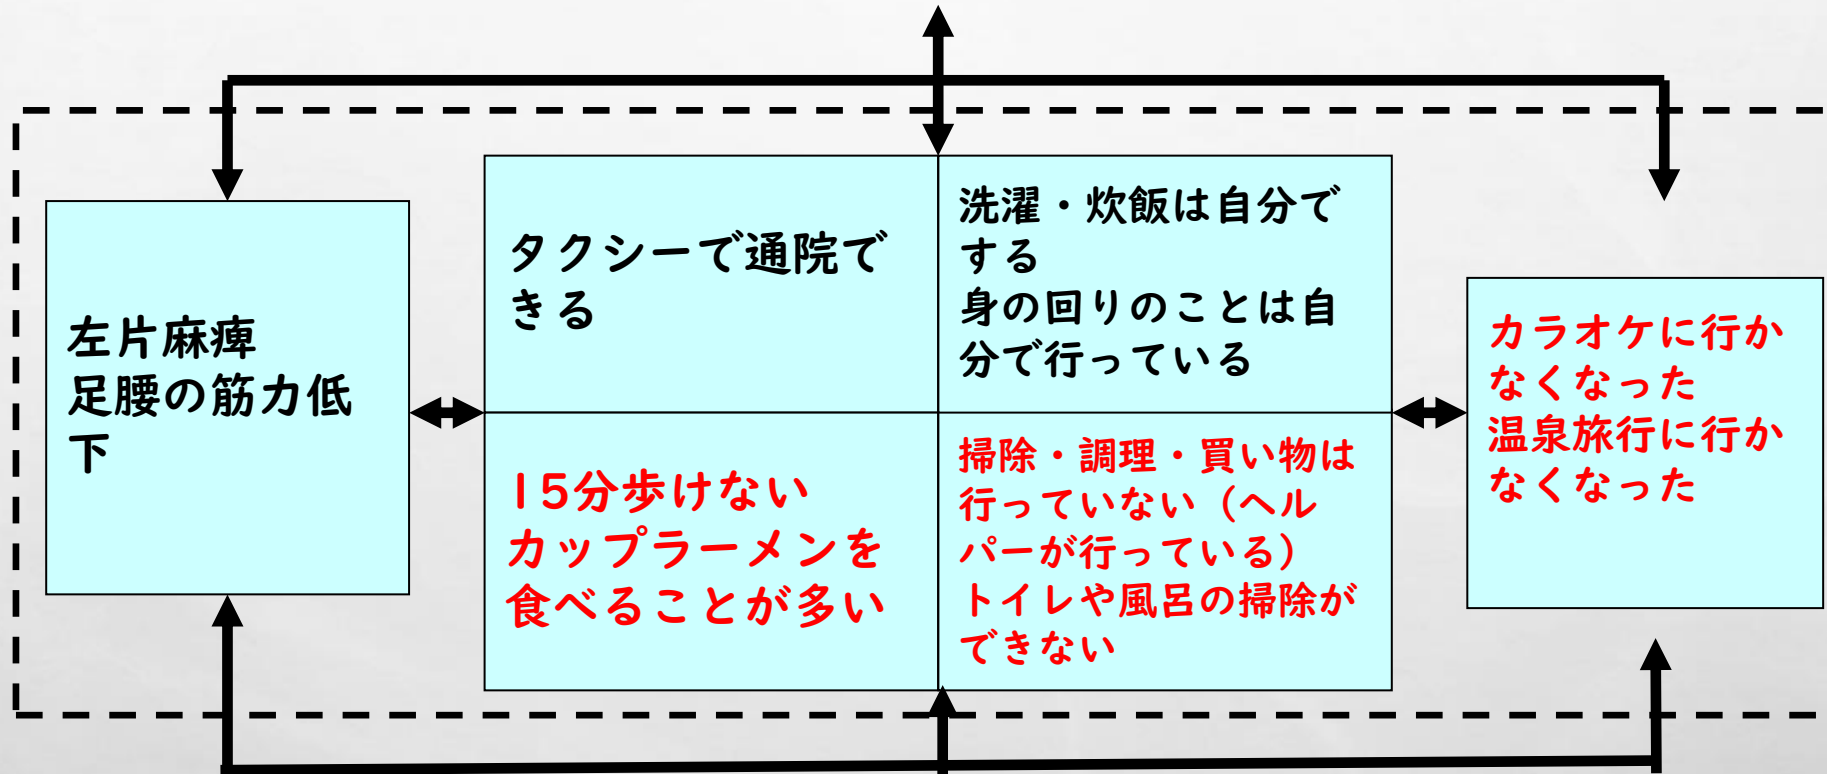 左片麻痺
足腰の筋力低
下
タクシーで通院で
きる
洗濯・炊飯は自分で
する
身の回りのことは自
分で行っている
15分歩けない
カップラーメンを
食べることが多い
掃除・調理・買い物は
行っていない（ヘル
パーが行っている）
トイレや風呂の掃除が
できない
カラオケに行か
なくなった
温泉旅行に行か
なくなった